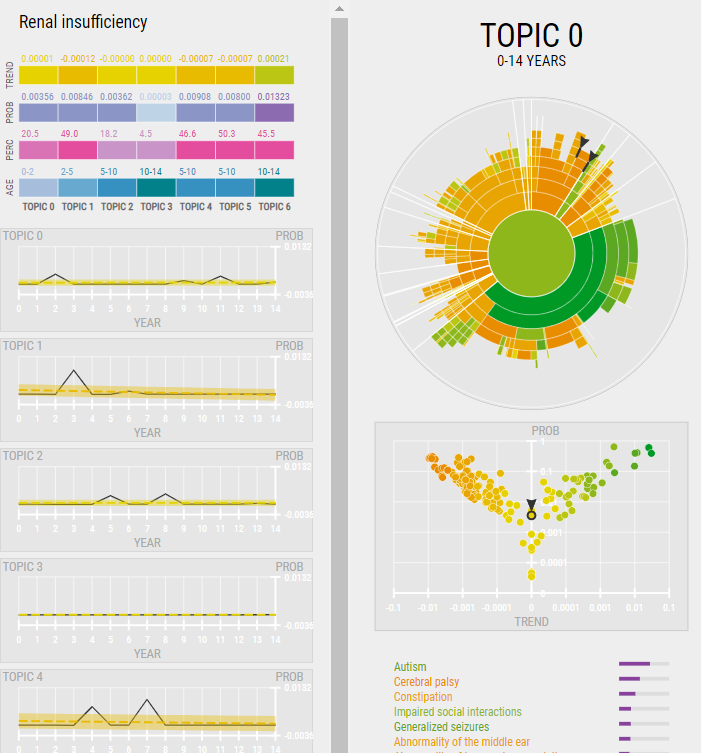 Renal insufficiency
TREND
0.00001 -0.00012 -0.00000 0.00000 -0.00007 -0.00007 0.00021
PROB
0.00356 0.00846 0.00362 0.00003 0.00908 0.00800 0.01323
PERC
20.5 49.0 18.2 4.5 46.6 50.3 45.5
AGE
0-2 2-5 5-10 10-14 5-10 5-10 10-14
TOPIC 0 TOPIC 1 TOPIC 2 TOPIC 3 TOPIC 4 TOPIC 5 TOPIC 6
TOPIC 0 PROB
0.0132
-0.0036
0 1 2 3 4 5 6 7 8 9 10 11 12 13 14
YEAR
TOPIC 1 PROB
0.0132
-0.0036
0 1 2 3 4 5 6 7 8 9 10 11 12 13 14
YEAR
TOPIC 2 PROB
0.0132
-0.0036
0 1 2 3 4 5 6 7 8 9 10 11 12 13 14
YEAR
TOPIC 3 PROB
0.0132
-0.0036
0 1 2 3 4 5 6 7 8 9 10 11 12 13 14
YEAR
TOPIC 4 PROB
0.0132
-0.0036
0 1 2 3 4 5 6 7 8 9 10 11 12 13 14
YEAR
TOPIC 0
0-14 YEARS
PROB
1
0.1
0.001
0.0001
0
-0.1 -0.01 -0.001 -0.0001 0 0.0001 0.001 0.01 0.1
TREND
Autism
Cerebral palsy
Constipation
Impaired social interactions
Generalized seizures
Abnormality of the middle ear